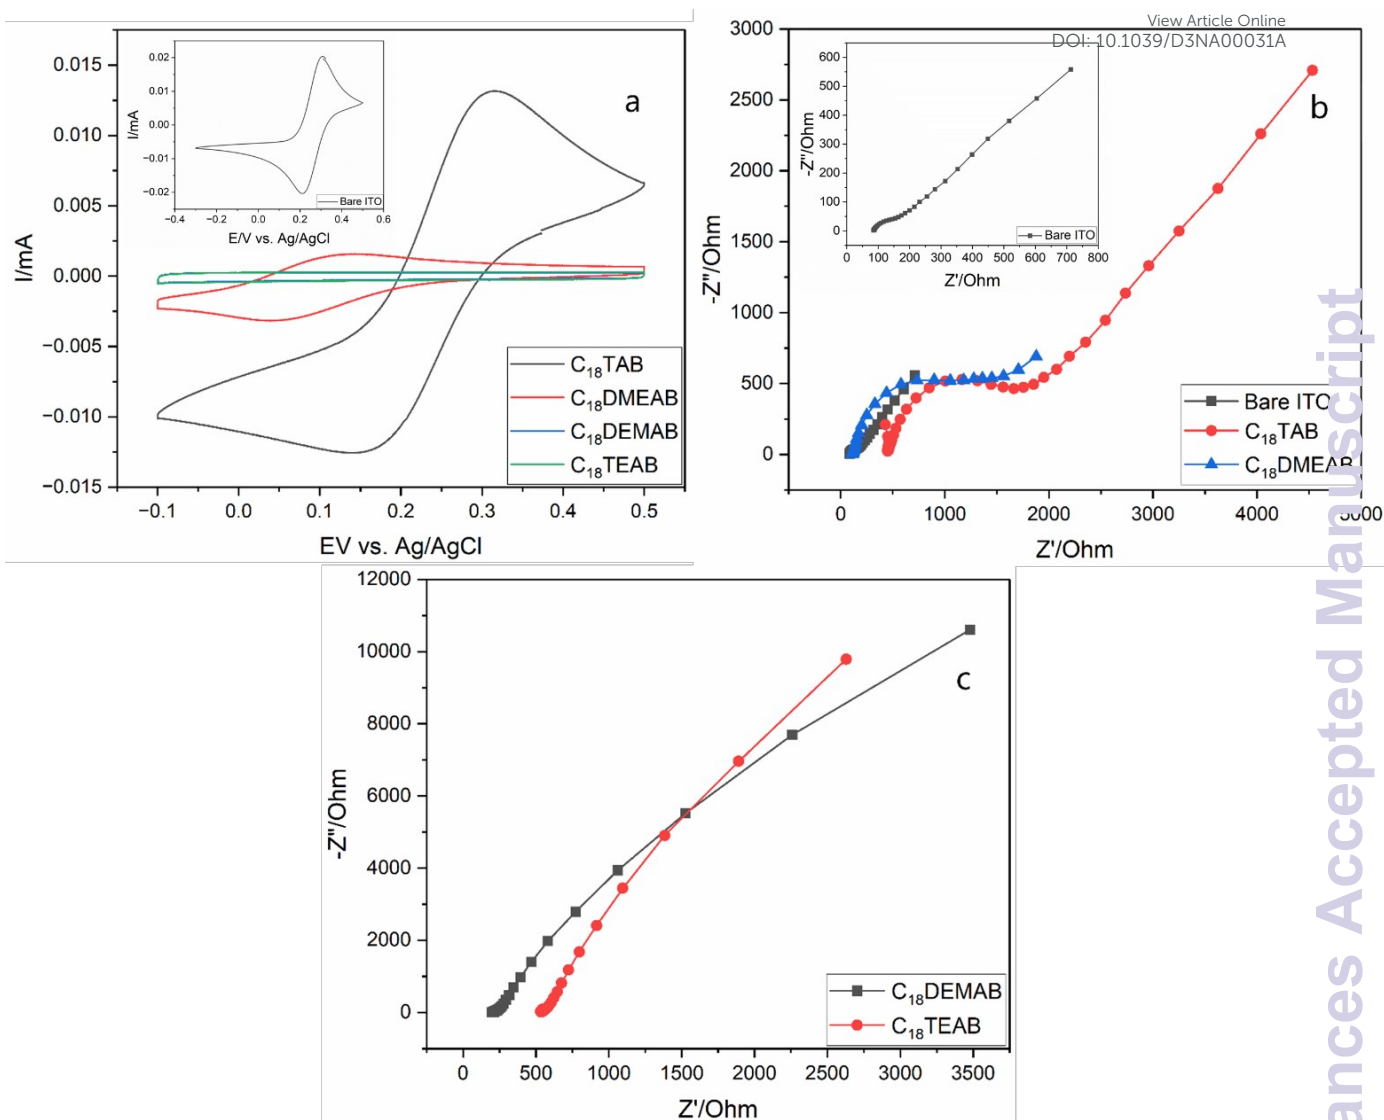 View Article Online
DOI: 10.1039/D3NA00031A
a
I/mA
0.015
0.010
0.005
0.000
−0.005
−0.010
−0.015
−0.1
0.0
0.1
0.2
0.3
0.4
0.5
EV vs. Ag/AgCl
C18TAB
C18DMEAB
C18DEMAB
C18TEAB
I/mA
0.02
0.01
0.00
−0.01
−0.02
−0.4
−0.2
0.0
0.2
0.4
0.6
E/V vs. Ag/AgCl
Bare ITO
b
-Z"/Ohm
3000
2500
2000
1500
1000
500
0
0
1000
2000
3000
4000
5000
Z'/Ohm
Bare ITO
C18TAB
C18DMEAB
-Z"/Ohm
600
500
400
300
200
100
0
0
100
200
300
400
500
600
700
800
Z'/Ohm
Bare ITO
c
-Z"/Ohm
12000
10000
8000
6000
4000
2000
0
0
500
1000
1500
2000
2500
3000
3500
Z'/Ohm
C18DEMAB
C18TEAB
ances Accepted Manuscript